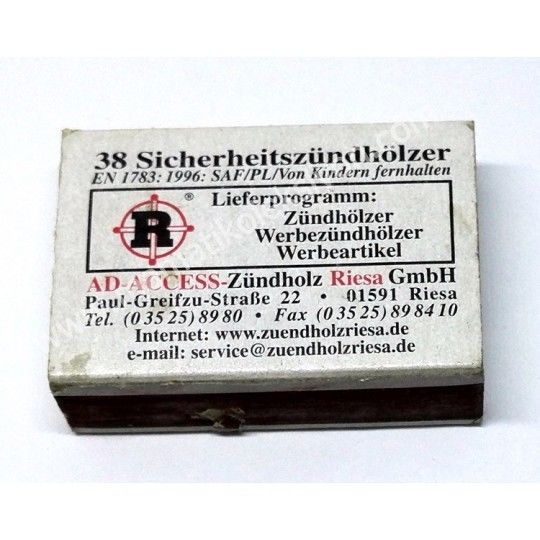 38 Sicherheitszündhölzer
EN 1783: 1996: SAF/PL/Von Kindern fernhalten
R ®
Lieferprogramm:
Zündhölzer
Werbezündhölzer
Werbeartikel
AD-ACCESS-Zündholz Riesa GmbH
Paul-Greifzu-Straße 22 • 01591 Riesa
Tel. (0 35 25) 89 80 • Fax (0 35 25) 89 84 10
Internet: www.zuendholzriesa.de
e-mail: service@zuendholzriesa.de